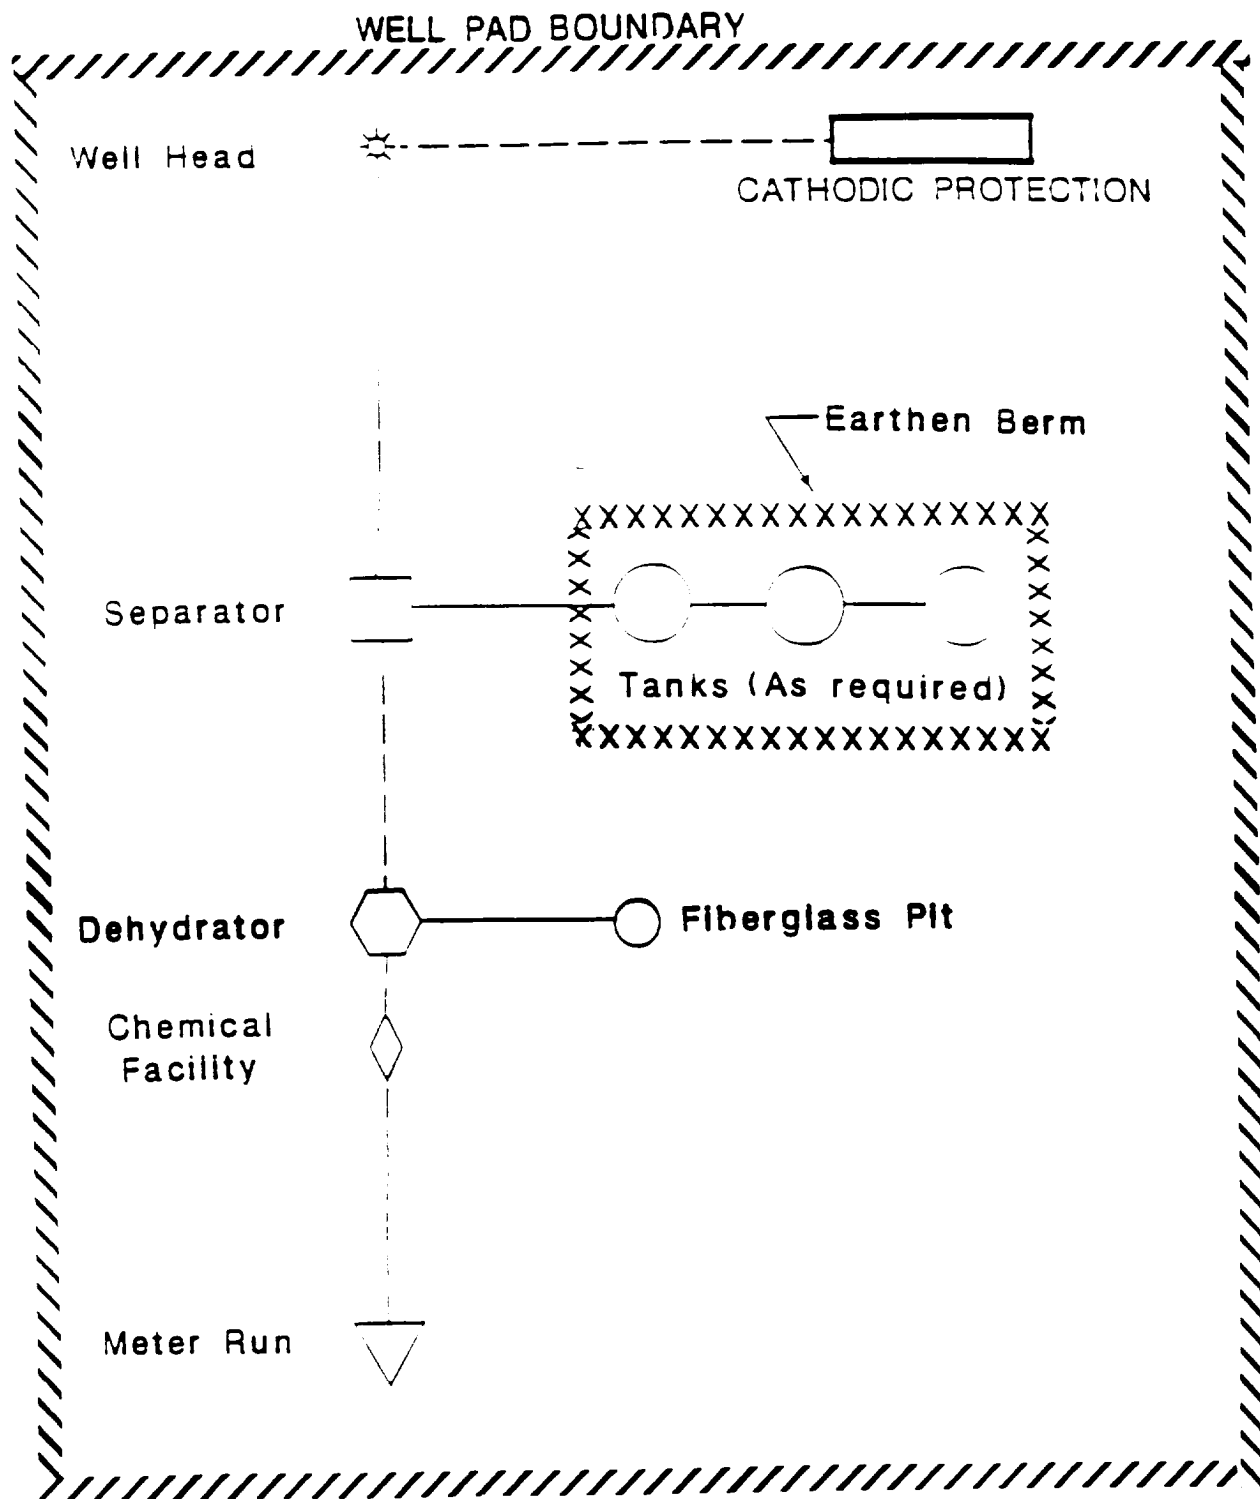 WELL PAD BOUNDARY
Well Head
CATHODIC PROTECTION
Earthen Berm
Separator
Tanks (As required)
Dehydrator
Fiberglass Pit
Chemical
Facility
Meter Run